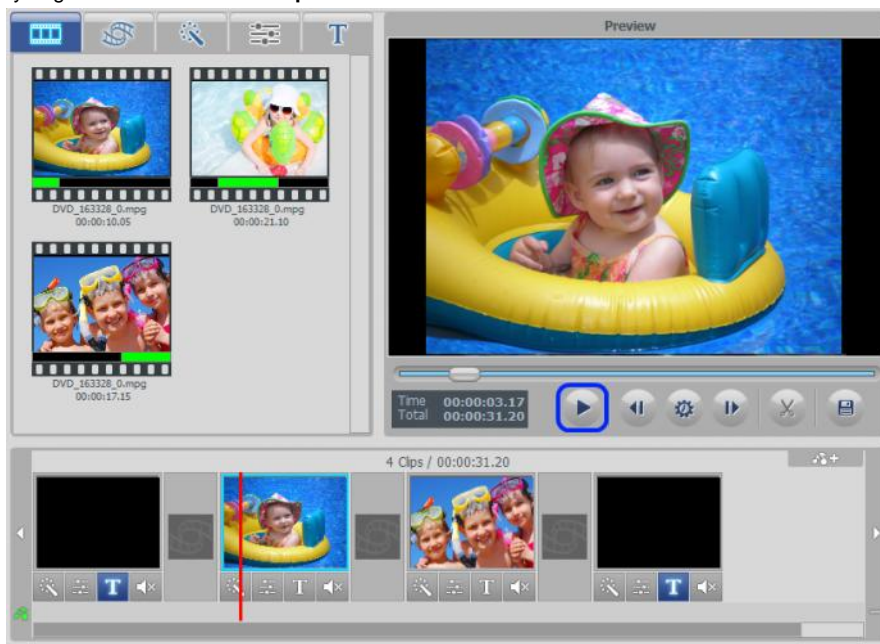 T
Preview
DVD_163328_0.mpg
00:00:10.05
DVD_163328_0.mpg
00:00:21.10
DVD_163328_0.mpg
00:00:17.15
Time 00:00:03.17
Total 00:00:31.20
4 Clips / 00:00:31.20
T T T T